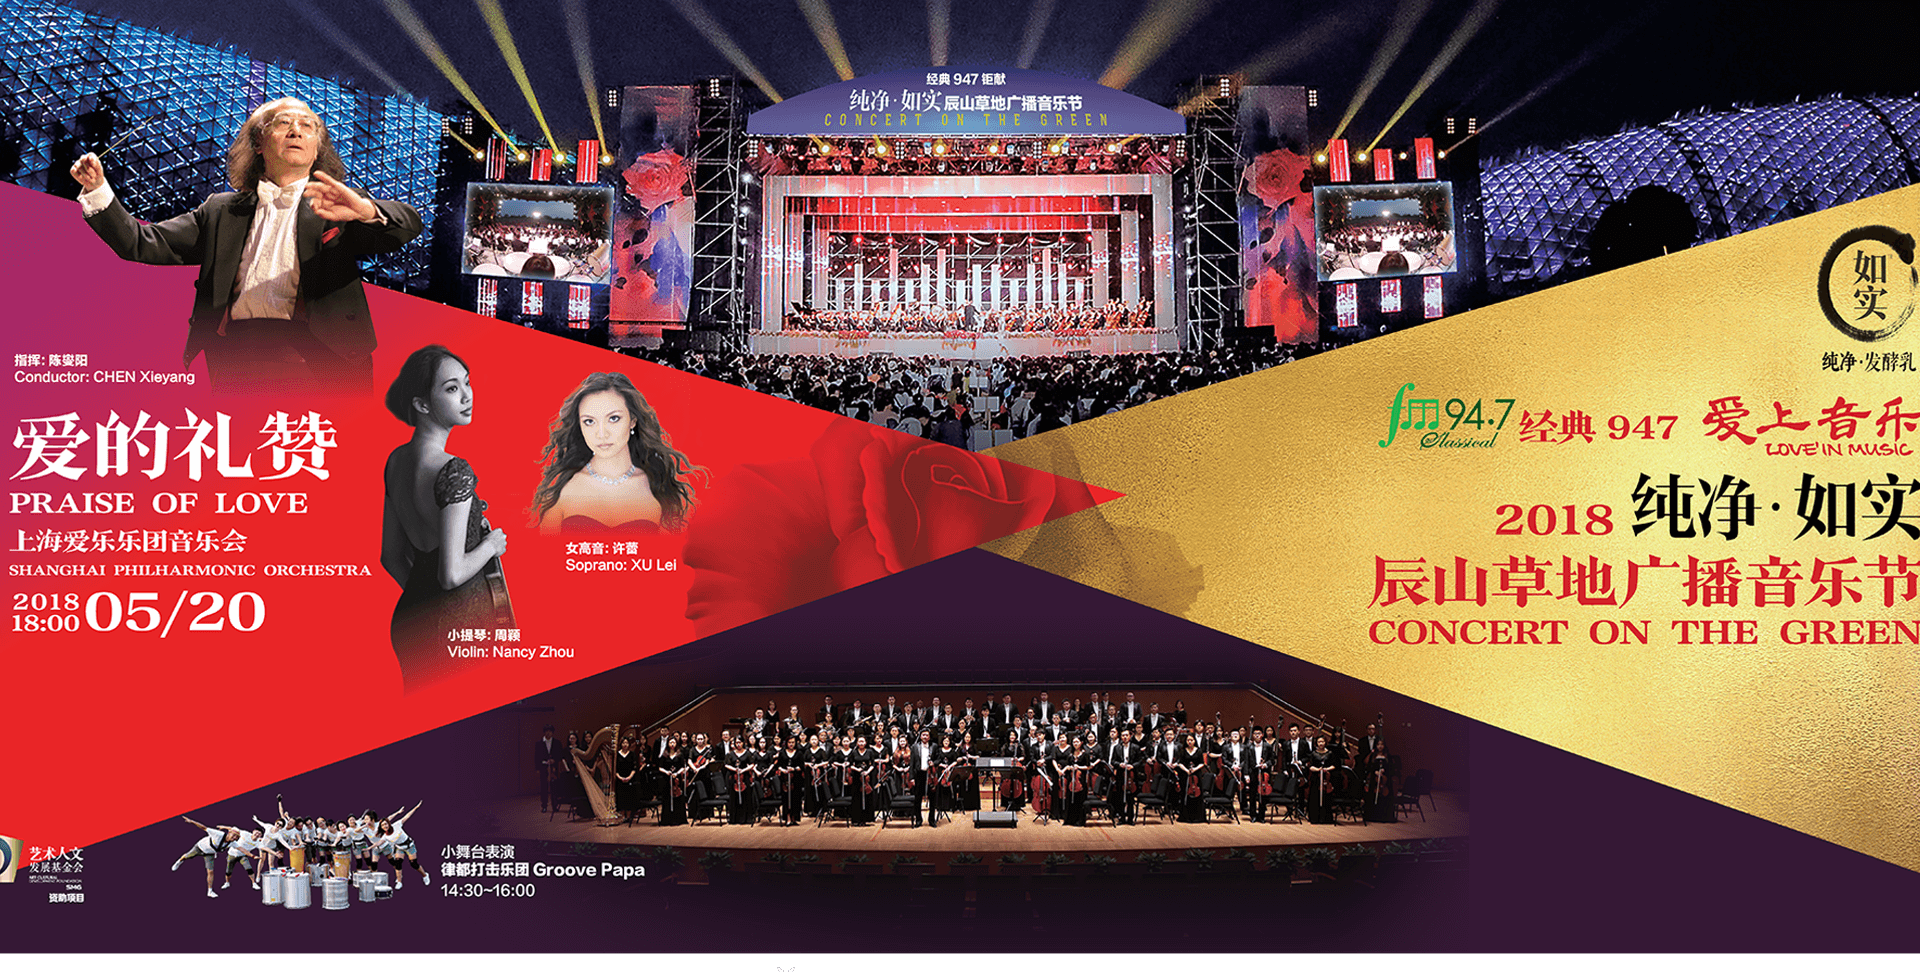 经典 947 钜献
纯净·如实 辰山草地广播音乐节
CONCERT ON THE GREEN
指挥: 陈燮阳
Conductor: CHEN Xieyang
爱的礼赞
PRAISE OF LOVE
上海爱乐乐团音乐会
SHANGHAI PHILHARMONIC ORCHESTRA
2018
18:00 05/20
女高音: 许蕾
Soprano: XU Lei
小提琴: 周颖
Violin: Nancy Zhou
如实
纯净·发酵乳
fm 94.7
Classical
经典 947 爱上音乐
LOVE'IN MUSIC
2018 纯净·如实
辰山草地广播音乐节
CONCERT ON THE GREEN
艺术人文
发展基金会
SMG
资助项目
小舞台表演
律都打击乐团 Groove Papa
14:30~16:00